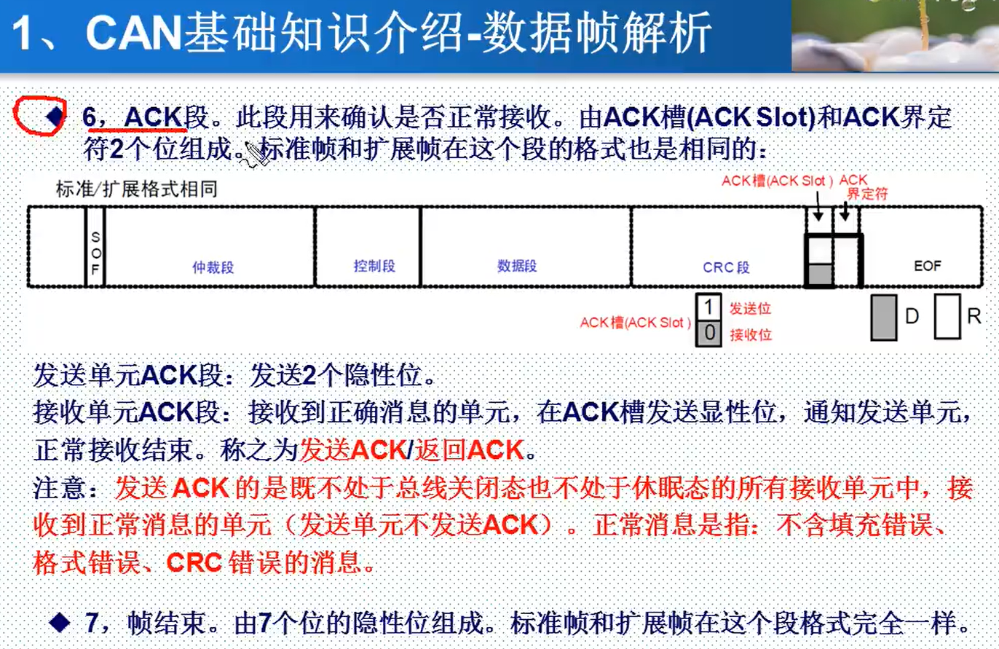 1、CAN基础知识介绍-数据帧解析
◆ 6，ACK段。此段用来确认是否正常接收。由ACK槽(ACK Slot)和ACK界定
符2个位组成。标准帧和扩展帧在这个段的格式也是相同的：
标准/扩展格式相同
ACK槽(ACK Slot )
ACK
界定符
SOF
仲裁段
控制段
数据段
CRC 段
EOF
ACK槽(ACK Slot )
1 发送位
0 接收位
D
R
发送单元ACK段：发送2个隐性位。
接收单元ACK段：接收到正确消息的单元，在ACK槽发送显性位，通知发送单元，
正常接收结束。称之为发送ACK/返回ACK。
注意：发送 ACK 的是既不处于总线关闭态也不处于休眠态的所有接收单元中，接
收到正常消息的单元（发送单元不发送ACK）。正常消息是指：不含填充错误、
格式错误、CRC 错误的消息。
◆ 7，帧结束。由7个位的隐性位组成。标准帧和扩展帧在这个段格式完全一样。